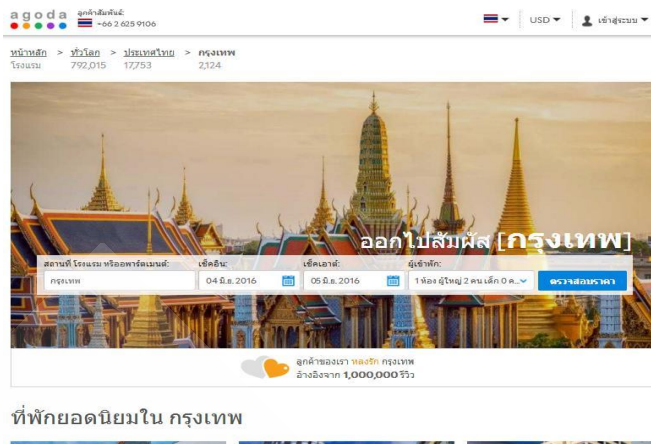 agoda
ลูกค้าสัมพันธ์:
+66 2 625 9106
USD
เข้าสู่ระบบ
หน้าหลัก > ทั่วโลก > ประเทศไทย > กรุงเทพ
โรงแรม 792,015 17,753 2,124
ออกไปสัมผัส [กรุงเทพ]
สถานที่ โรงแรม หรืออพาร์ตเมนต์: เช็คอิน: เช็คเอาต์: ผู้เข้าพัก:
กรุงเทพ 04 มิ.ย. 2016 05 มิ.ย. 2016 1 ห้อง ผู้ใหญ่ 2 คน เด็ก 0 ค... ตรวจสอบราคา
ลูกค้าของเรา หลงรัก กรุงเทพ
อ้างอิงจาก 1,000,000 รีวิว
ที่พักยอดนิยมใน กรุงเทพ